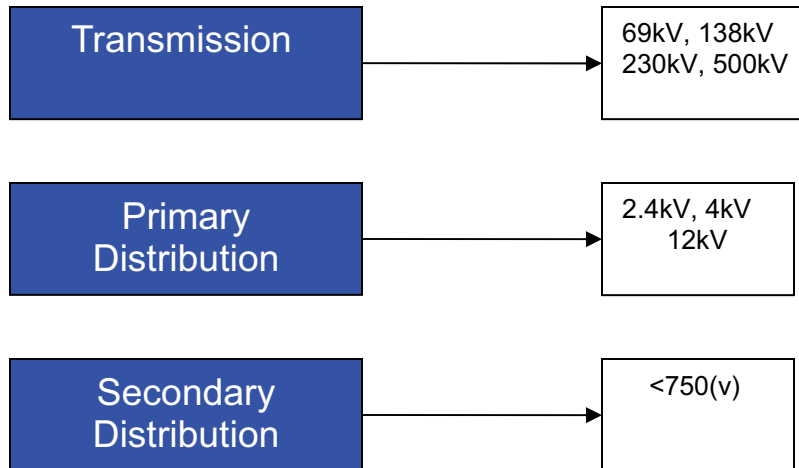 Transmission
69kV, 138kV
230kV, 500kV
Primary
Distribution
2.4kV, 4kV
12kV
Secondary
Distribution
<750(v)